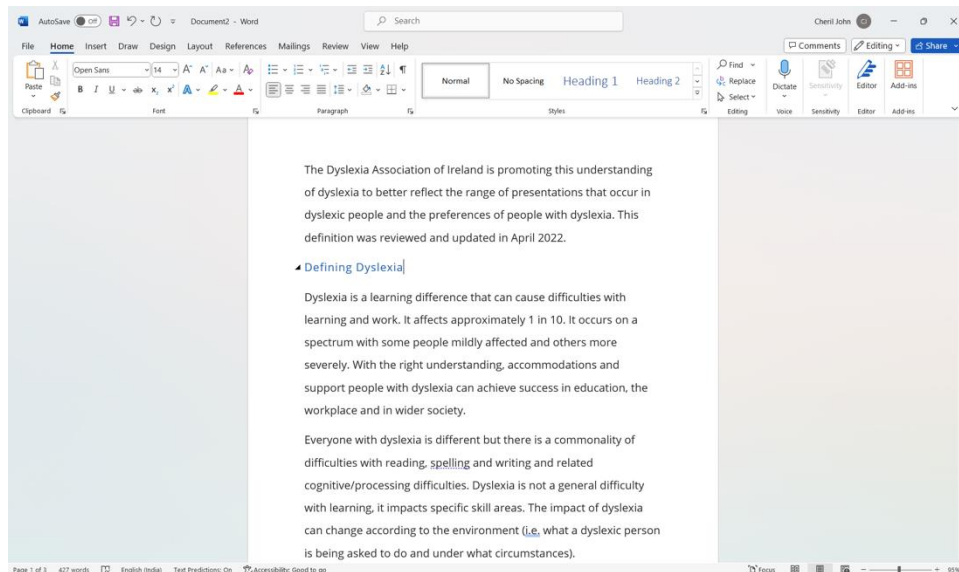 AutoSave Off Document2 - Word Search Cheril John CJ
File Home Insert Draw Design Layout References Mailings Review View Help Comments Editing Share
Paste Open Sans 14 A A Aa A Normal No Spacing Heading 1 Heading 2 Find Replace Select Dictate Sensitivity Editor Add-ins
B I U ab x₂ x² A A
Clipboard Font Paragraph Styles Editing Voice Sensitivity Editor Add-ins
The Dyslexia Association of Ireland is promoting this understanding
of dyslexia to better reflect the range of presentations that occur in
dyslexic people and the preferences of people with dyslexia. This
definition was reviewed and updated in April 2022.
Defining Dyslexia
Dyslexia is a learning difference that can cause difficulties with
learning and work. It affects approximately 1 in 10. It occurs on a
spectrum with some people mildly affected and others more
severely. With the right understanding, accommodations and
support people with dyslexia can achieve success in education, the
workplace and in wider society.
Everyone with dyslexia is different but there is a commonality of
difficulties with reading, spelling and writing and related
cognitive/processing difficulties. Dyslexia is not a general difficulty
with learning, it impacts specific skill areas. The impact of dyslexia
can change according to the environment (i.e. what a dyslexic person
is being asked to do and under what circumstances).
Page 1 of 3 427 words English (India) Text Predictions: On Accessibility: Good to go Focus 95%